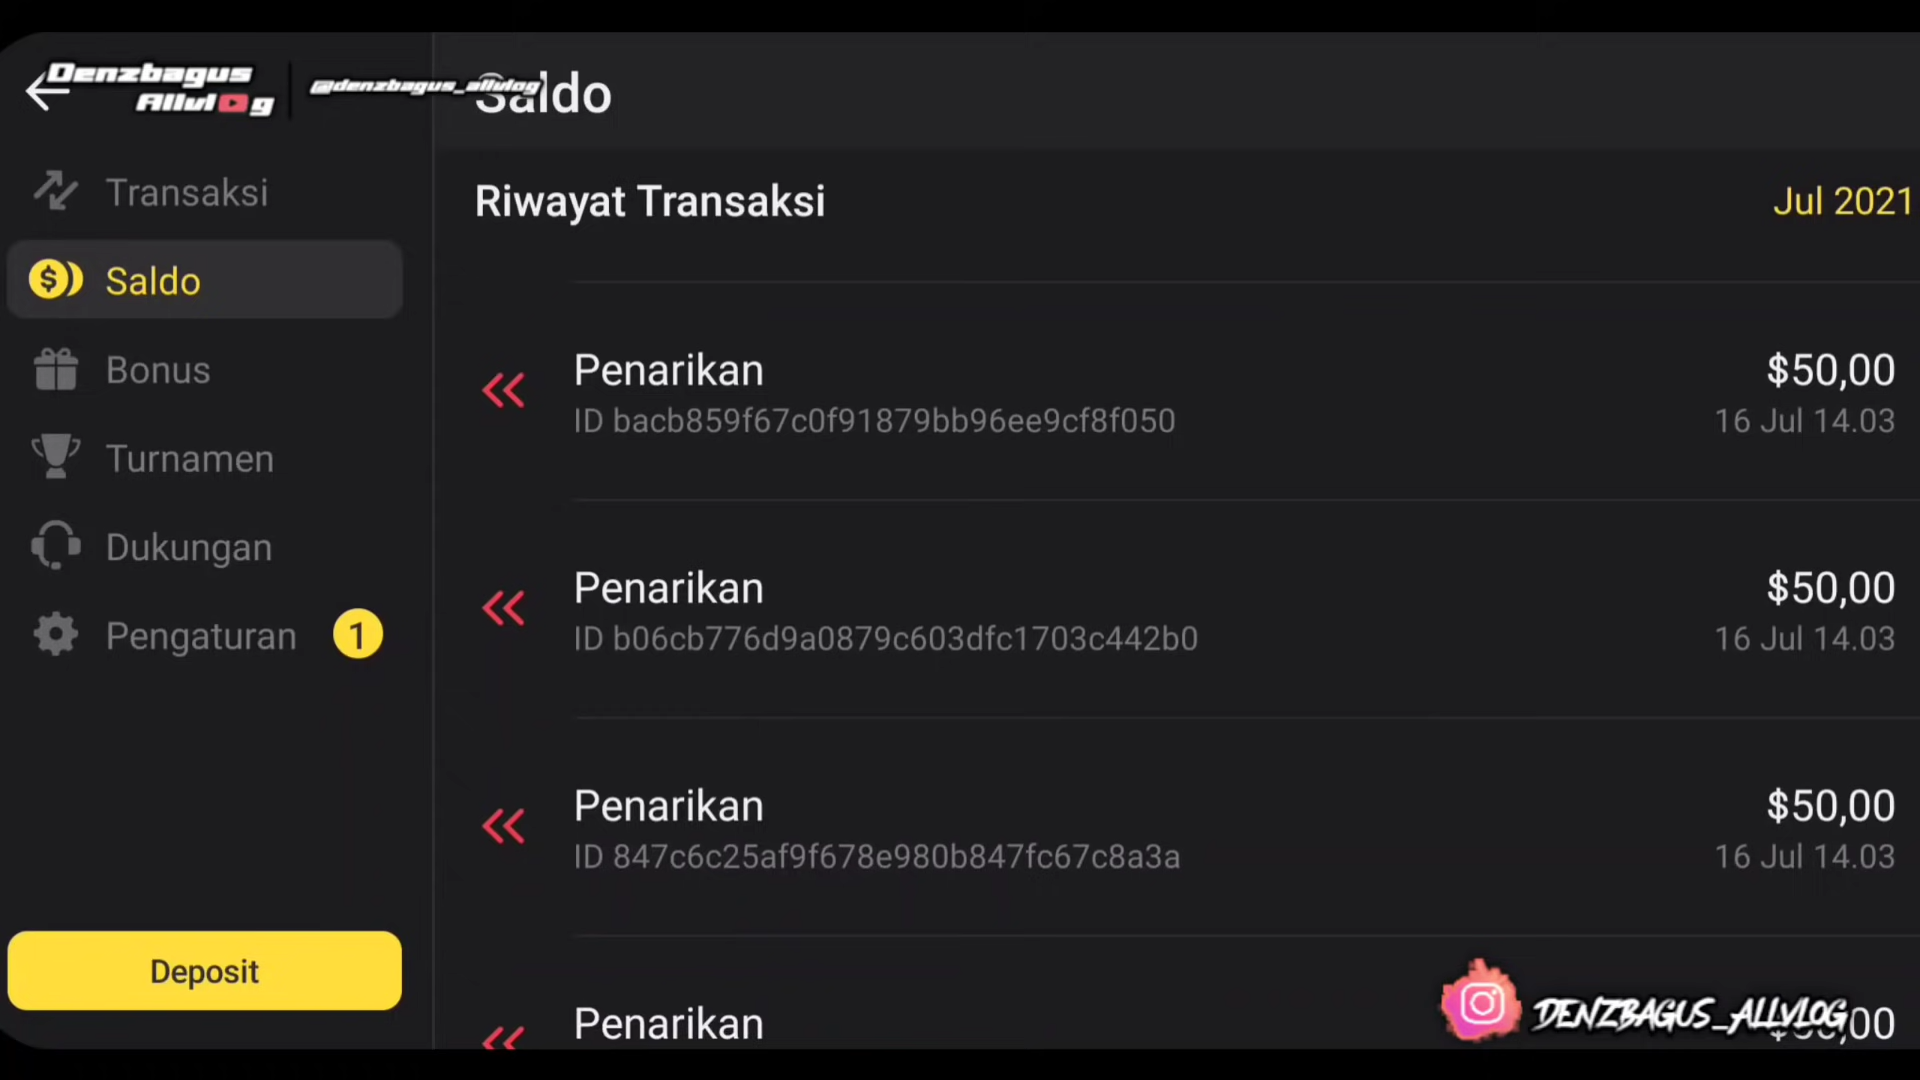 Denzbagus
Allvlog
@denzbagus_allvlog
Saldo
Transaksi
Saldo
Bonus
Turnamen
Dukungan
Pengaturan 1
Deposit
Riwayat Transaksi
Jul 2021
Penarikan
$50,00
ID bacb859f67c0f91879bb96ee9cf8f050
16 Jul 14.03
Penarikan
$50,00
ID b06cb776d9a0879c603dfc1703c442b0
16 Jul 14.03
Penarikan
$50,00
ID 847c6c25af9f678e980b847fc67c8a3a
16 Jul 14.03
Penarikan
DENZBAGUS_ALLVLOG